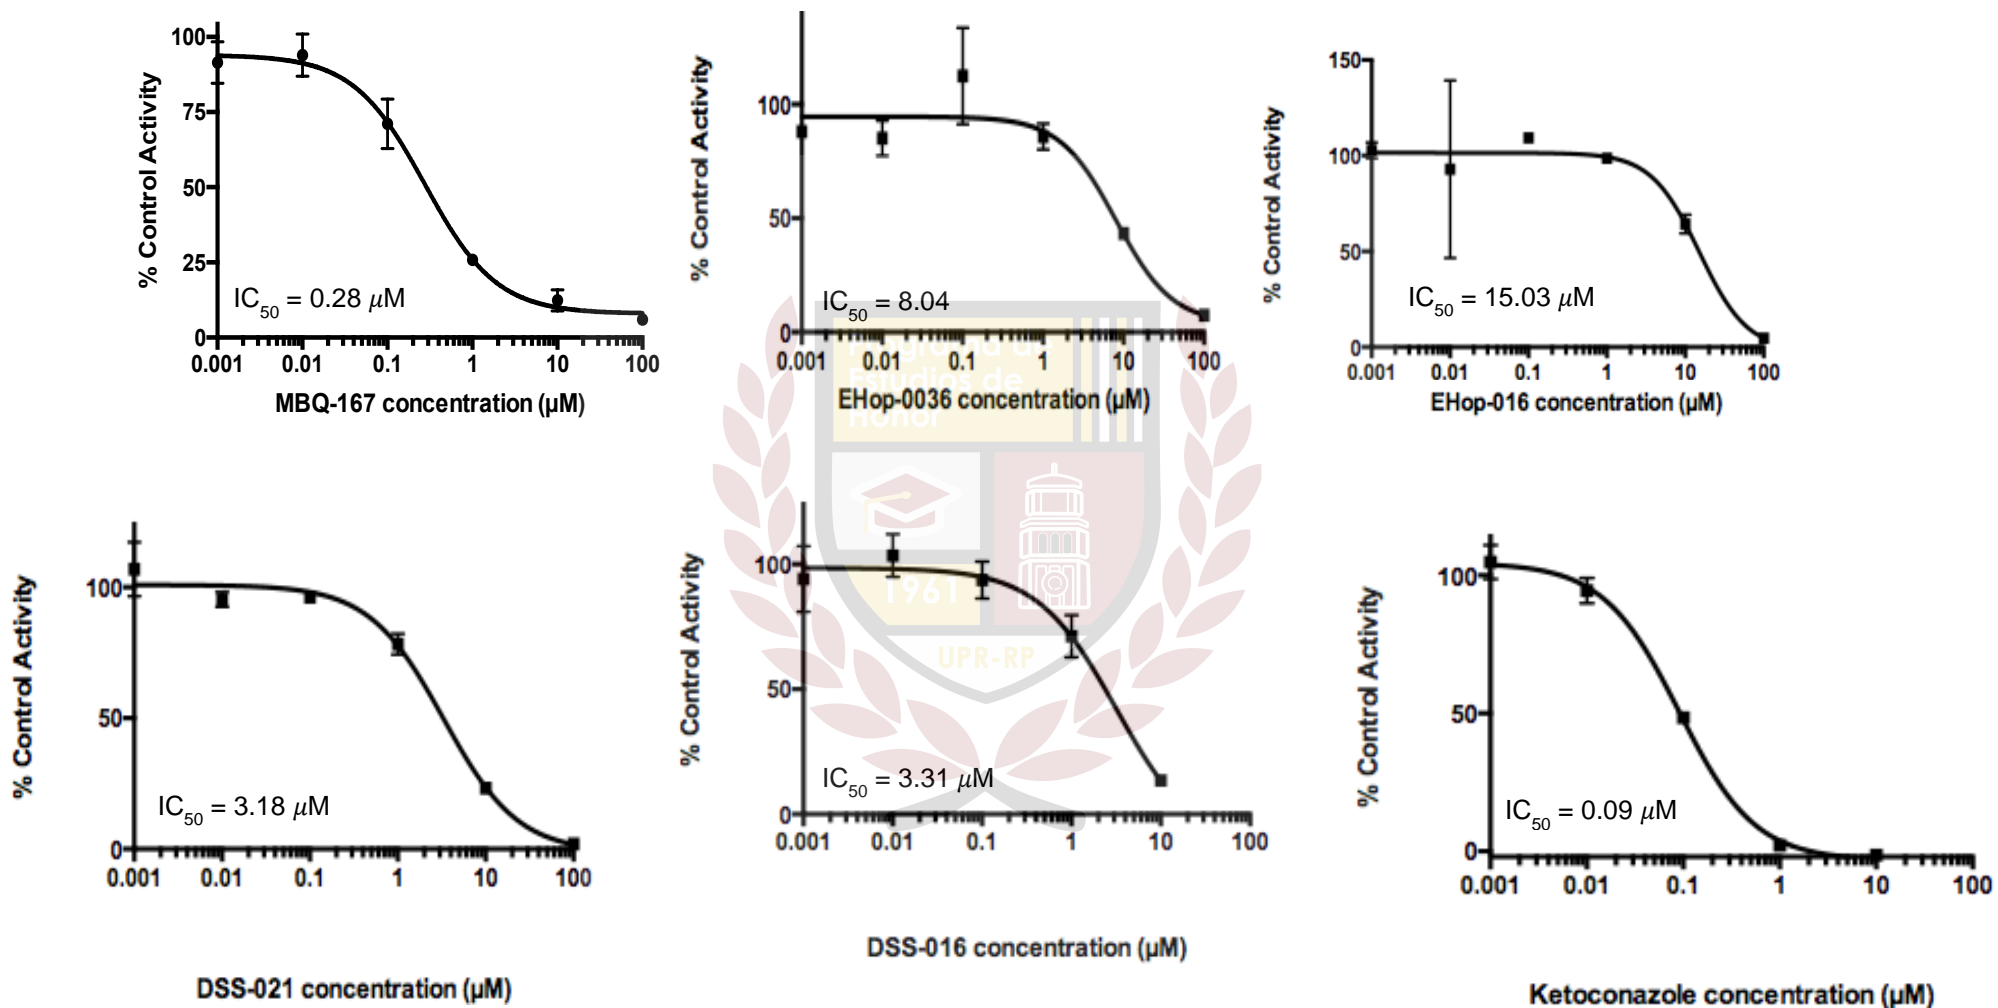 % Control Activity
100
75
50
25
0
IC50 = 0.28 μM
0.001 0.01 0.1 1 10 100
MBQ-167 concentration (µM)
% Control Activity
100
50
0
IC50 = 8.04
0.001 0.01 0.1 1 10 100
EHop-0036 concentration (µM)
% Control Activity
150
100
50
0
IC50 = 15.03 μM
0.001 0.01 0.1 1 10 100
EHop-016 concentration (µM)
Programa de
Estudios de
Honor
1961
UPR-RP
% Control Activity
100
50
0
IC50 = 3.18 μM
0.001 0.01 0.1 1 10 100
DSS-021 concentration (µM)
% Control Activity
100
50
0
IC50 = 3.31 μM
0.001 0.01 0.1 1 10 100
DSS-016 concentration (µM)
% Control Activity
100
50
0
IC50 = 0.09 μM
0.001 0.01 0.1 1 10 100
Ketoconazole concentration (µM)